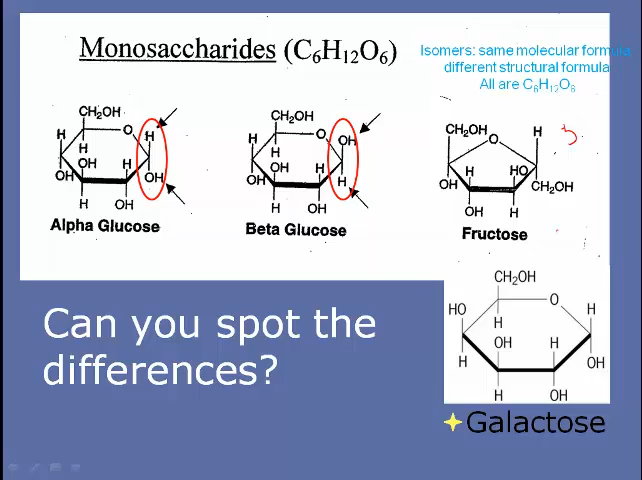 Monosaccharides (C₆H₁₂O₆)
Isomers: same molecular formula
different structural formula
All are C₆H₁₂O₆
CH₂OH
H
O
H
H
OH
H
OH
OH
H
OH
Alpha Glucose
CH₂OH
H
O
OH
H
OH
H
OH
H
H
OH
Beta Glucose
CH₂OH
O
H
H
HO
OH
CH₂OH
OH
H
Fructose
CH₂OH
HO
O
H
H
OH
H
H
OH
H
OH
Galactose
Can you spot the
differences?